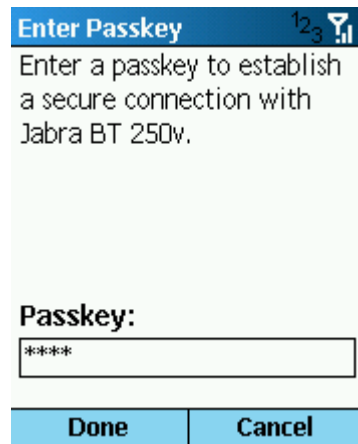 Enter Passkey 123
Enter a passkey to establish
a secure connection with
Jabra BT 250v.
Passkey:
****
Done Cancel